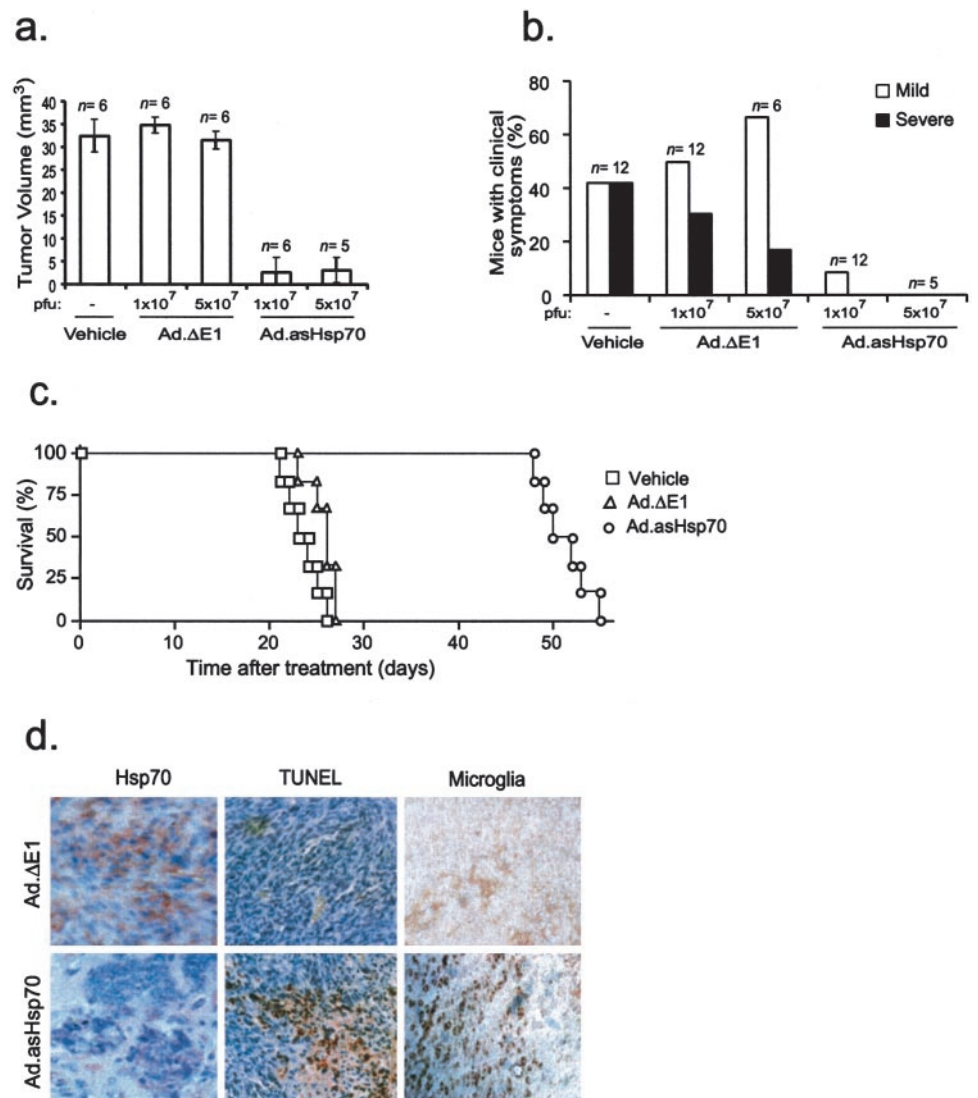 a.
Tumor Volume (mm³)
40
35
30
25
20
15
10
5
0
n= 6
n= 6
n= 6
n= 6
n= 5
pfu:
-
1x10⁷
5x10⁷
1x10⁷
5x10⁷
Vehicle
Ad.ΔE1
Ad.asHsp70
b.
Mice with clinical
symptoms (%)
80
60
40
20
0
Mild
Severe
n= 12
n= 12
n= 6
n= 12
n= 5
pfu:
-
1x10⁷
5x10⁷
1x10⁷
5x10⁷
Vehicle
Ad.ΔE1
Ad.asHsp70
c.
Survival (%)
100
75
50
25
0
0 10 20 30 40 50
Time after treatment (days)
Vehicle
Ad.ΔE1
Ad.asHsp70
d.
Hsp70 TUNEL Microglia
Ad.ΔE1
Ad.asHsp70